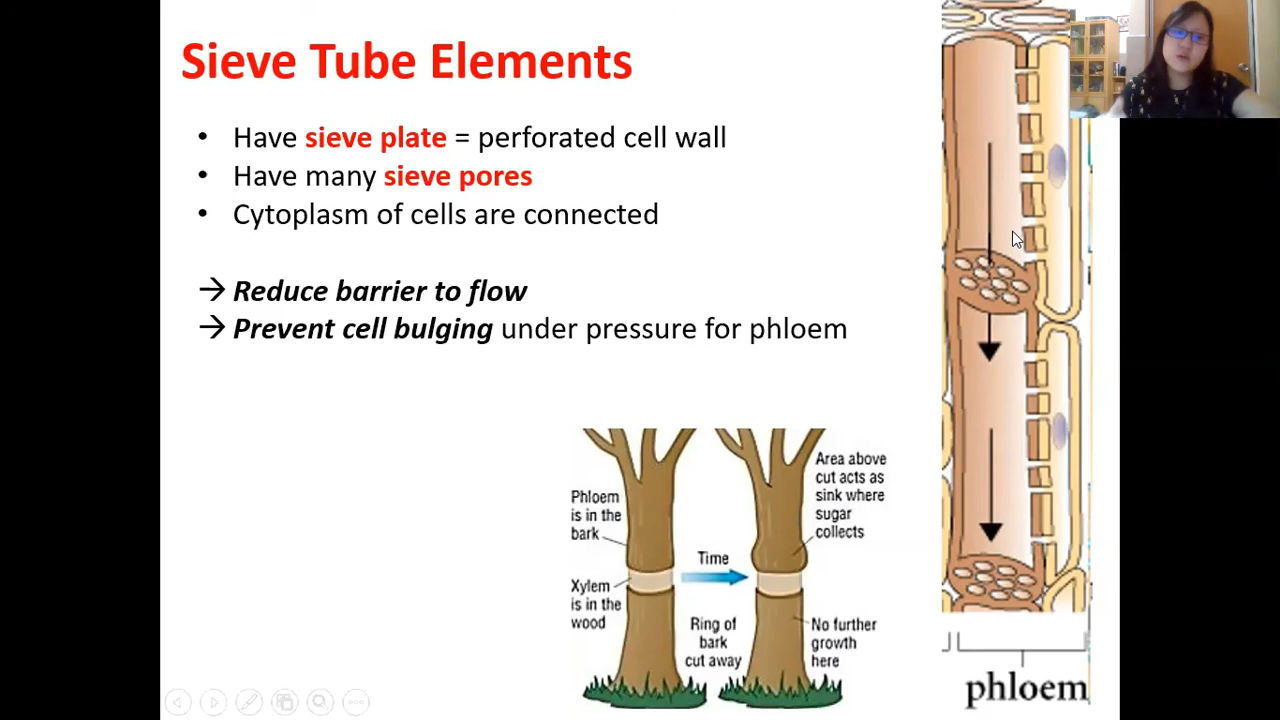 Sieve Tube Elements
• Have sieve plate = perforated cell wall
• Have many sieve pores
• Cytoplasm of cells are connected
→ Reduce barrier to flow
→ Prevent cell bulging under pressure for phloem
Phloem
is in the
bark
Xylem
is in the
wood
Time
Ring of
bark
cut away
Area above
cut acts as
sink where
sugar
collects
No further
growth
here
phloem